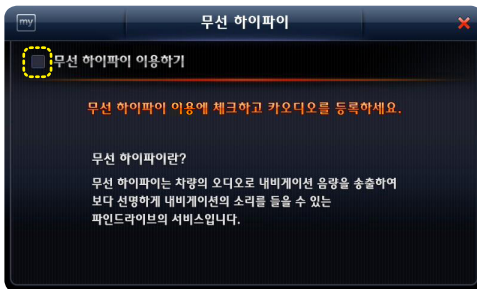 my 무선 하이파이
무선 하이파이 이용하기
무선 하이파이 이용에 체크하고 카오디오를 등록하세요.
무선 하이파이란?
무선 하이파이는 차량의 오디오로 내비게이션 음량을 송출하여
보다 선명하게 내비게이션의 소리를 들을 수 있는
파인드라이브의 서비스입니다.